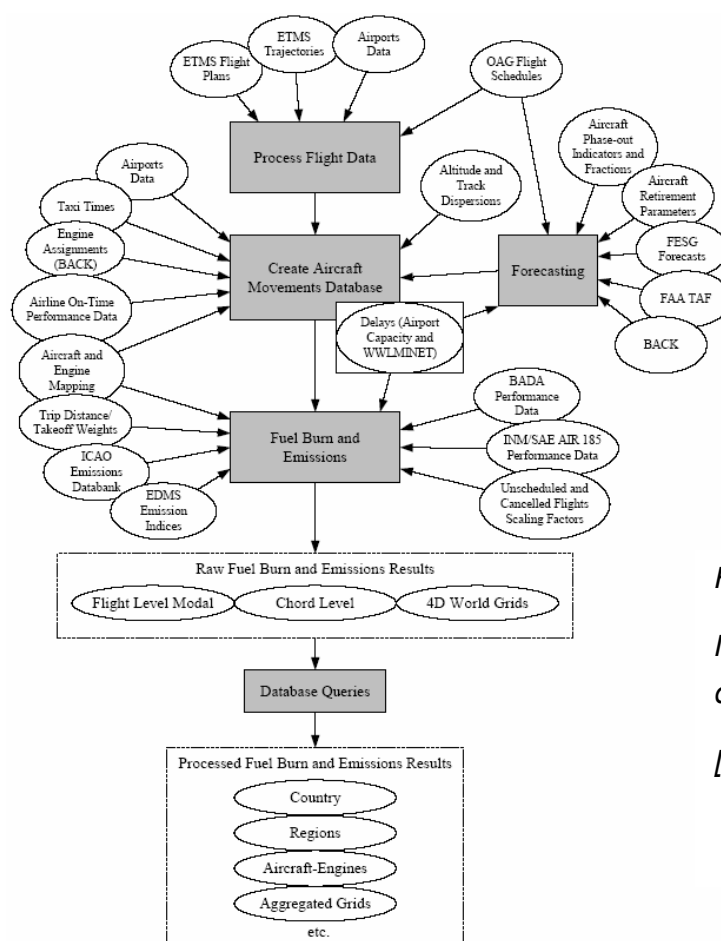 ETMS
Trajectories
Airports
Data
ETMS Flight
Plans
OAG Flight
Schedules
Process Flight Data
Aircraft
Phase-out
Indicators and
Fractions
Airports
Data
Altitude and
Track
Dispersions
Aircraft
Retirement
Parameters
Taxi Times
Engine
Assignments
(BACK)
Create Aircraft
Movements Database
Forecasting
FESG
Forecasts
FAA TAF
Airline On-Time
Performance Data
Delays (Airport
Capacity and
WWLMINET)
BACK
Aircraft and
Engine
Mapping
BADA
Performance
Data
Trip Distance/
Takeoff Weights
Fuel Burn and
Emissions
INM/SAE AIR 185
Performance Data
ICAO
Emissions
Databank
EDMS
Emission
Indices
Unscheduled and
Cancelled Flights
Scaling Factors
Raw Fuel Burn and Emissions Results
Flight Level Modal
Chord Level
4D World Grids
Database Queries
Processed Fuel Burn and Emissions Results
Country
Regions
Aircraft-Engines
Aggregated Grids
etc.